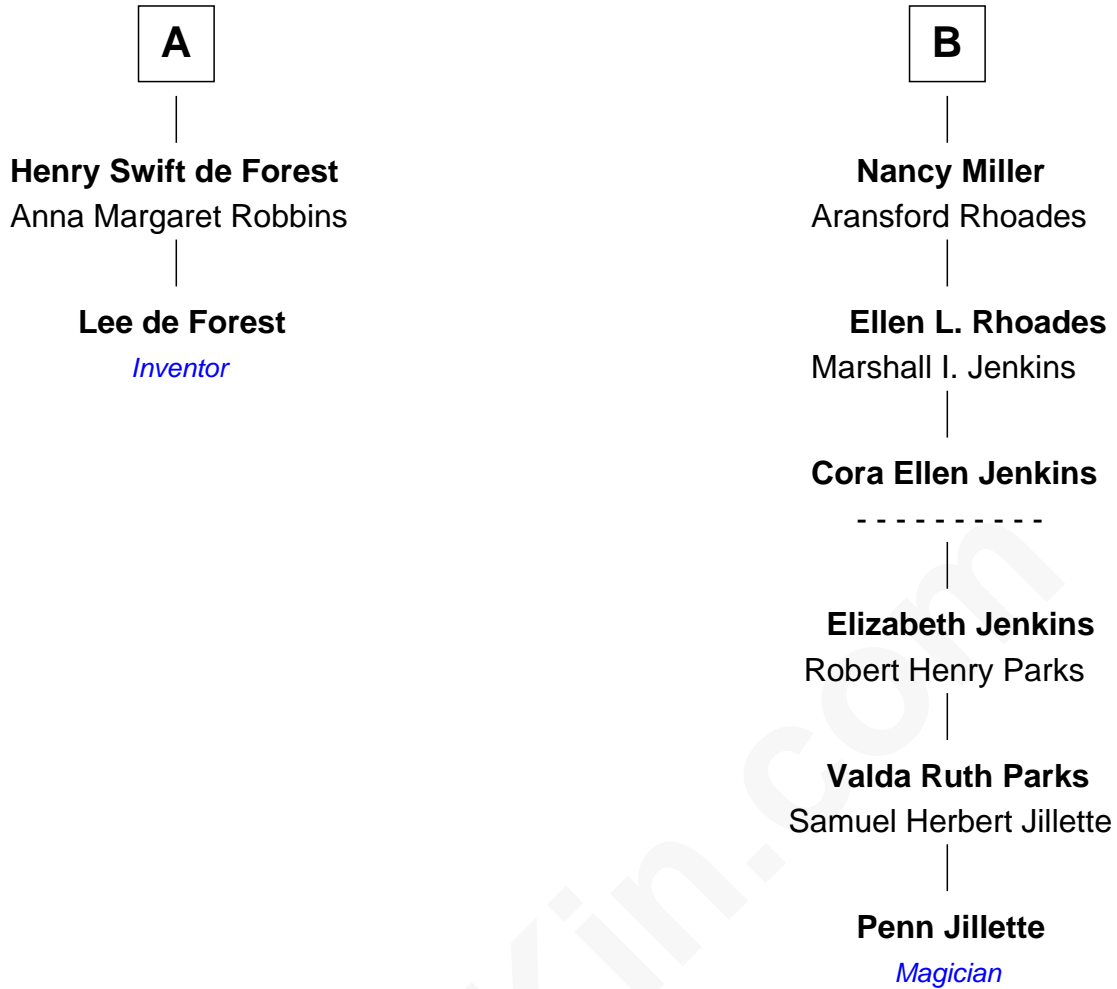 A
Henry Swift de Forest
Anna Margaret Robbins
Lee de Forest
Inventor
B
Nancy Miller
Aransford Rhoades
Ellen L. Rhoades
Marshall I. Jenkins
Cora Ellen Jenkins
- - - - - - - - - -
Elizabeth Jenkins
Robert Henry Parks
Valda Ruth Parks
Samuel Herbert Jillette
Penn Jillette
Magician